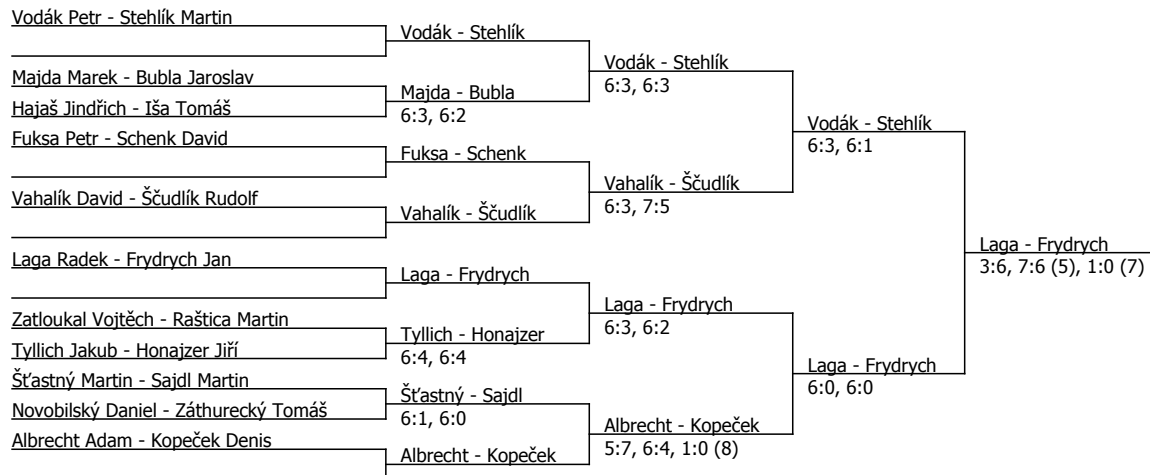 Vodák Petr - Stehlík Martin
Majda Marek - Bubla Jaroslav
Hajaš Jindřich - Iša Tomáš
Fuksa Petr - Schenk David
Vahalík David - Ščudlík Rudolf
Laga Radek - Frydrych Jan
Zatloukal Vojtěch - Raštica Martin
Tyllich Jakub - Honajzer Jiří
Šťastný Martin - Sajdl Martin
Novobilský Daniel - Záthurecký Tomáš
Albrecht Adam - Kopeček Denis
Vodák - Stehlík
Majda - Bubla
6:3, 6:2
Fuksa - Schenk
Vahalík - Ščudlík
Laga - Frydrych
Tyllich - Honajzer
6:4, 6:4
Šťastný - Sajdl
6:1, 6:0
Albrecht - Kopeček
Vodák - Stehlík
6:3, 6:3
Vahalík - Ščudlík
6:3, 7:5
Laga - Frydrych
6:3, 6:2
Albrecht - Kopeček
5:7, 6:4, 1:0 (8)
Vodák - Stehlík
6:3, 6:1
Laga - Frydrych
6:0, 6:0
Laga - Frydrych
3:6, 7:6 (5), 1:0 (7)